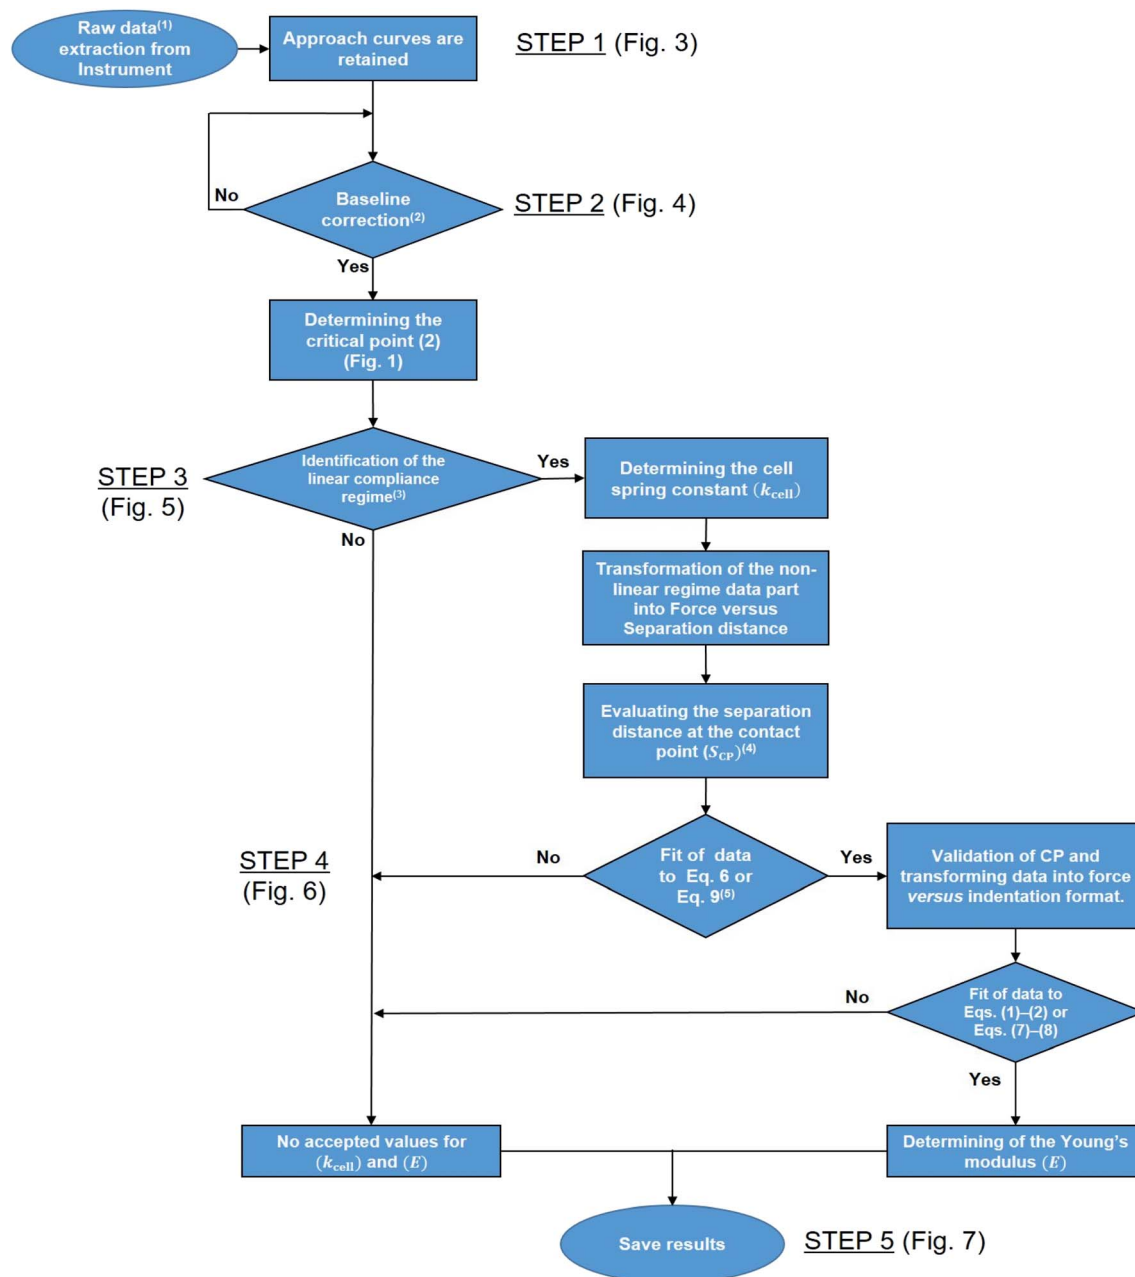 Raw data(1)
extraction from
Instrument
Approach curves are
retained
STEP 1 (Fig. 3)
No
Baseline
correction(2)
STEP 2 (Fig. 4)
Yes
Determining the
critical point (2)
(Fig. 1)
STEP 3
(Fig. 5)
Identification of the
linear compliance
regime(3)
Yes
No
Determining the cell
spring constant (kcell)
Transformation of the non-
linear regime data part
into Force versus
Separation distance
Evaluating the separation
distance at the contact
point (SCP)(4)
STEP 4
(Fig. 6)
No
Fit of data
to Eq. 6 or
Eq. 9(5)
Yes
Validation of CP and
transforming data into force
versus indentation format.
No
Fit of data to
Eqs. (1)–(2) or
Eqs. (7)–(8)
Yes
No accepted values for
(kcell) and (E)
Determining of the Young's
modulus (E)
Save results
STEP 5 (Fig. 7)